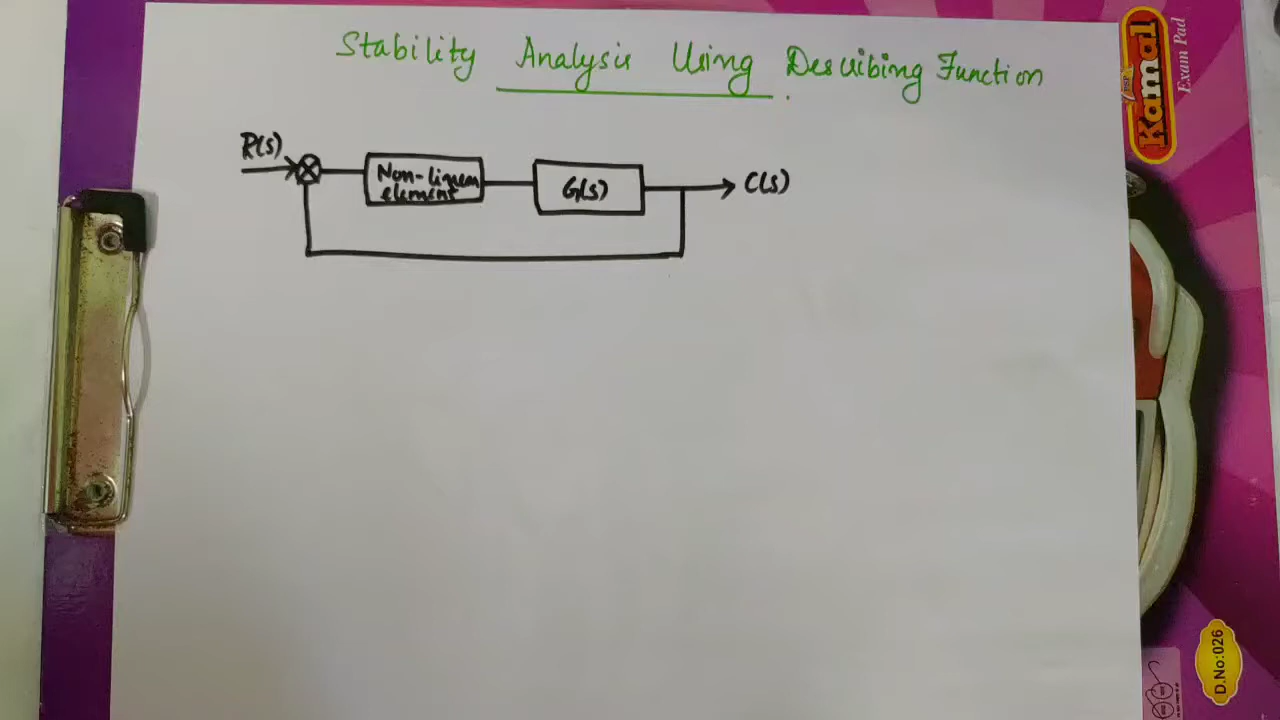 Stability Analysis Using Describing Function
R(s)
Non-linear
element
G(s)
C(s)
Kamal
Exam Pad
D.No:026